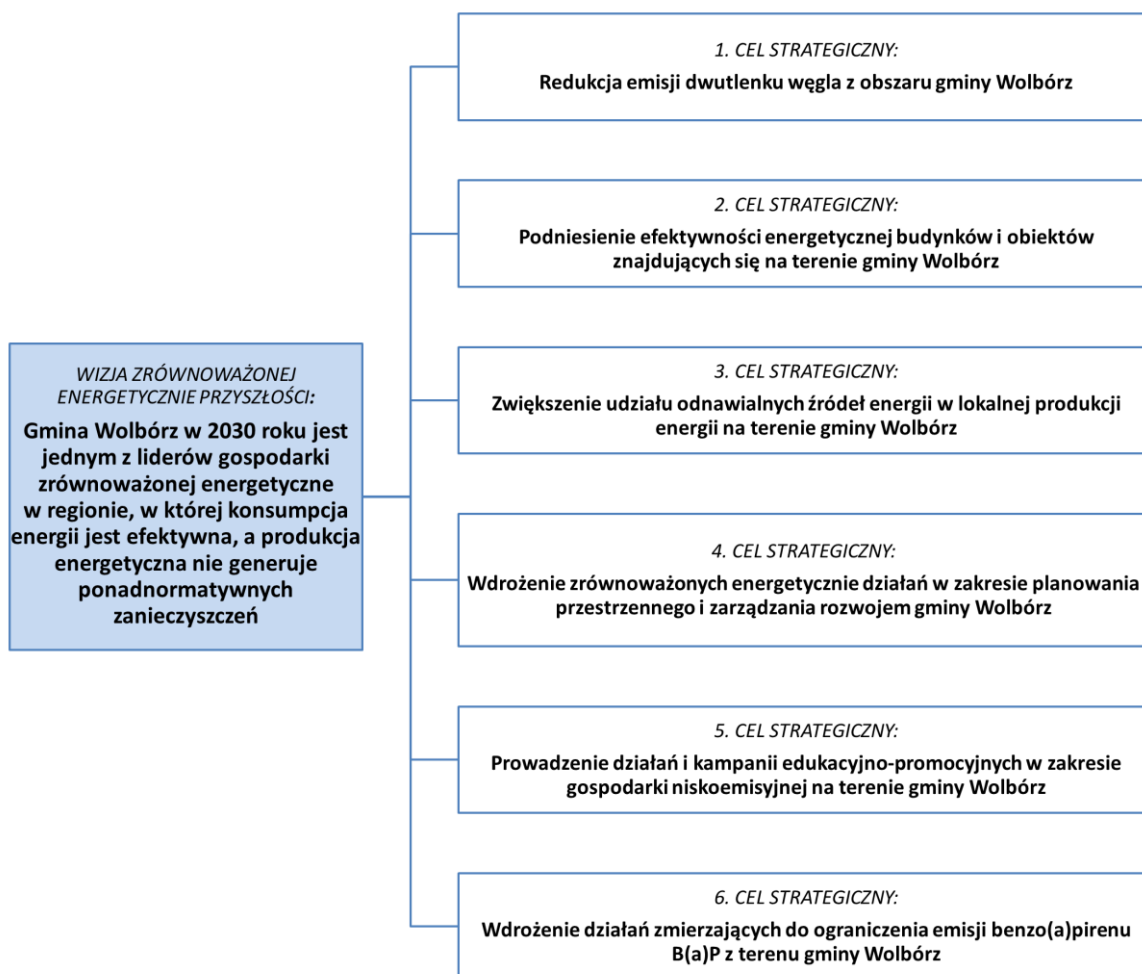 1. CEL STRATEGICZNY:
Redukcja emisji dwutlenku węgla z obszaru gminy Wolbórz
2. CEL STRATEGICZNY:
Podniesienie efektywności energetycznej budynków i obiektów
znajdujących się na terenie gminy Wolbórz
WIZJA ZRÓWNOWAŻONEJ
ENERGETYCZNIE PRZYSZŁOŚCI:
Gmina Wolbórz w 2030 roku jest
jednym z liderów gospodarki
zrównoważonej energetyczne
w regionie, w której konsumpcja
energii jest efektywna, a produkcja
energetyczna nie generuje
ponadnormatywnych
zanieczyszczeń
3. CEL STRATEGICZNY:
Zwiększenie udziału odnawialnych źródeł energii w lokalnej produkcji
energii na terenie gminy Wolbórz
4. CEL STRATEGICZNY:
Wdrożenie zrównoważonych energetycznie działań w zakresie planowania
przestrzennego i zarządzania rozwojem gminy Wolbórz
5. CEL STRATEGICZNY:
Prowadzenie działań i kampanii edukacyjno-promocyjnych w zakresie
gospodarki niskoemisyjnej na terenie gminy Wolbórz
6. CEL STRATEGICZNY:
Wdrożenie działań zmierzających do ograniczenia emisji benzo(a)pirenu
B(a)P z terenu gminy Wolbórz